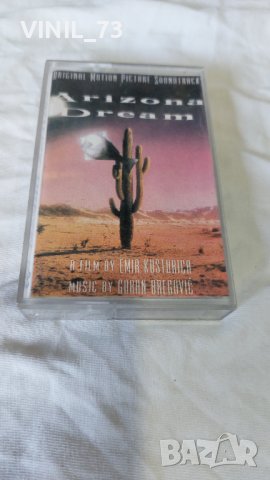 VINIL_73
ORIGINAL MOTION PICTURE SOUNDTRACK
Arizona
Dream
A FILM BY EMIR KUSTURICA
MUSIC BY GORAN BREGOVIC
BAZAR